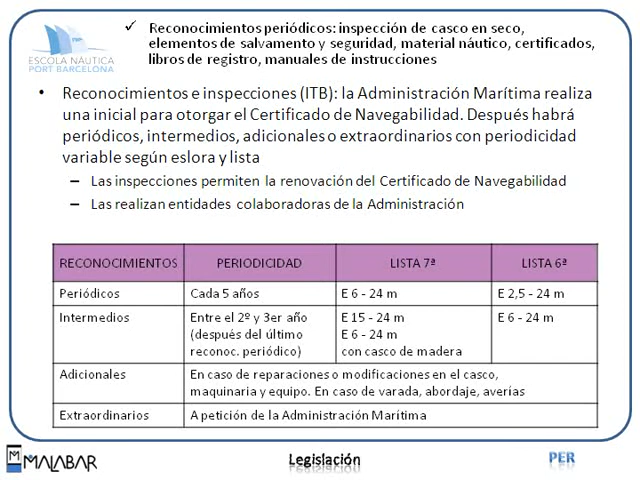 ✓ Reconocimientos periódicos: inspección de casco en seco,
elementos de salvamento y seguridad, material náutico, certificados,
libros de registro, manuales de instrucciones
ESCOLA NÁUTICA
PORT BARCELONA
• Reconocimientos e inspecciones (ITB): la Administración Marítima realiza
una inicial para otorgar el Certificado de Navegabilidad. Después habrá
periódicos, intermedios, adicionales o extraordinarios con periodicidad
variable según eslora y lista
– Las inspecciones permiten la renovación del Certificado de Navegabilidad
– Las realizan entidades colaboradoras de la Administración
RECONOCIMIENTOS PERIODICIDAD LISTA 7ª LISTA 6ª
Periódicos Cada 5 años E 6 - 24 m E 2,5 - 24 m
Intermedios Entre el 2º y 3er año E 15 - 24 m E 6 - 24 m
(después del último E 6 - 24 m
reconoc. periódico) con casco de madera
Adicionales En caso de reparaciones o modificaciones en el casco,
maquinaria y equipo. En caso de varada, abordaje, averías
Extraordinarios A petición de la Administración Marítima
MALABAR Legislación PER